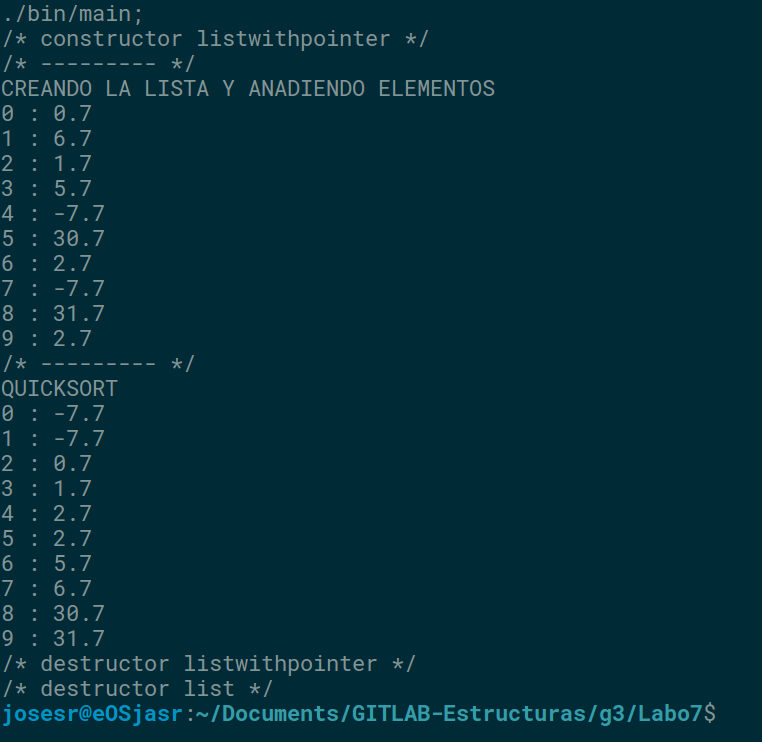 ./bin/main;
/* constructor listwithpointer */
/* --------- */
CREANDO LA LISTA Y ANADIENDO ELEMENTOS
0 : 0.7
1 : 6.7
2 : 1.7
3 : 5.7
4 : -7.7
5 : 30.7
6 : 2.7
7 : -7.7
8 : 31.7
9 : 2.7
/* --------- */
QUICKSORT
0 : -7.7
1 : -7.7
2 : 0.7
3 : 1.7
4 : 2.7
5 : 2.7
6 : 5.7
7 : 6.7
8 : 30.7
9 : 31.7
/* destructor listwithpointer */
/* destructor list */
josesr@eOSjasr:~/Documents/GITLAB-Estructuras/g3/Labo7$